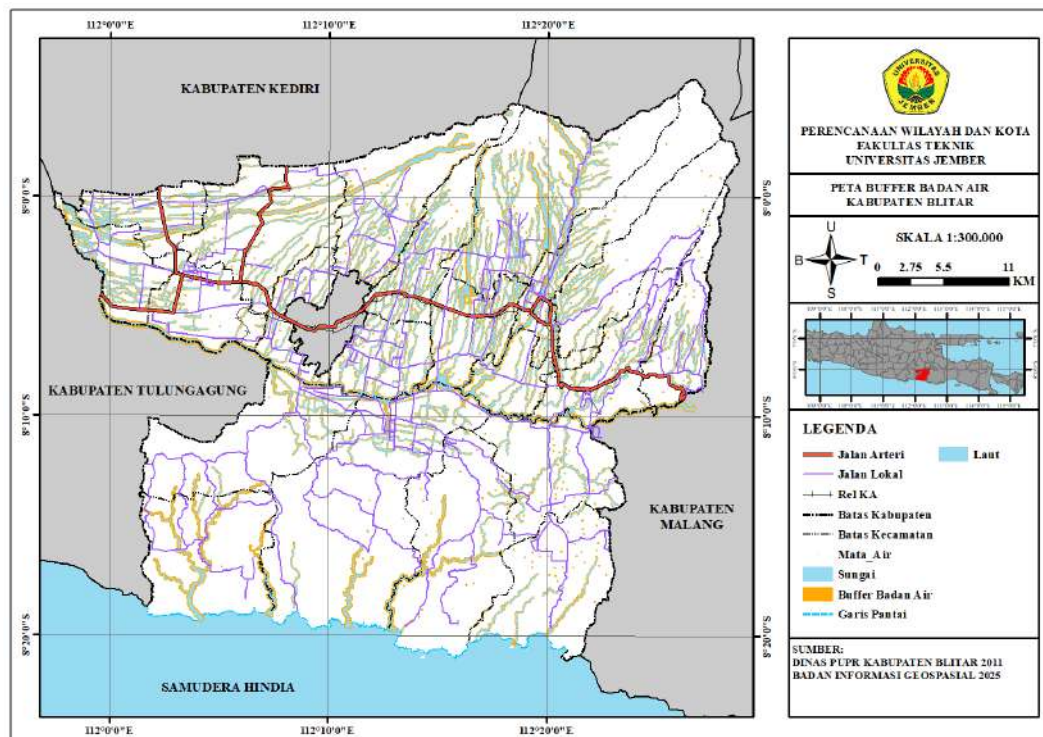 112°0'0"E 112°10'0"E 112°20'0"E
KABUPATEN KEDIRI
8°0'0"S 8°0'0"S
KABUPATEN TULUNGAGUNG
8°10'0"S 8°10'0"S
KABUPATEN
MALANG
8°20'0"S 8°20'0"S
SAMUDERA HINDIA
112°0'0"E 112°10'0"E 112°20'0"E
UNIVERSITAS
JEMBER
PERENCANAAN WILAYAH DAN KOTA
FAKULTAS TEKNIK
UNIVERSITAS JEMBER
PETA BUFFER BADAN AIR
KABUPATEN BLITAR
U
B T
S
SKALA 1:300.000
0 2.75 5.5 11
KM
LEGENDA
Jalan Arteri Laut
Jalan Lokal
Rel KA
Batas Kabupaten
Batas Kecamatan
Mata_Air
Sungai
Buffer Badan Air
Garis Pantai
SUMBER:
DINAS PUPR KABUPATEN BLITAR 2011
BADAN INFORMASI GEOSPASIAL 2025